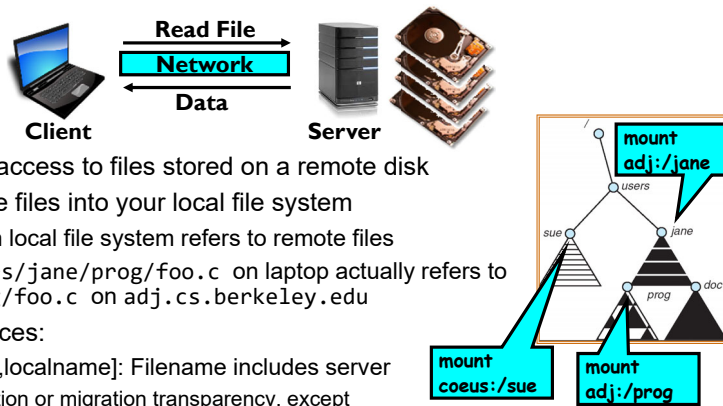 Read File
Network
Data
Client
Server
access to files stored on a remote disk
files into your local file system
local file system refers to remote files
s/jane/prog/foo.c on laptop actually refers to
/foo.c on adj.cs.berkeley.edu
ces:
,localname]: Filename includes server
tion or migration transparency, except
/
mount
adj:/jane
users
sue
jane
prog
doc
mount
coeus:/sue
mount
adj:/prog